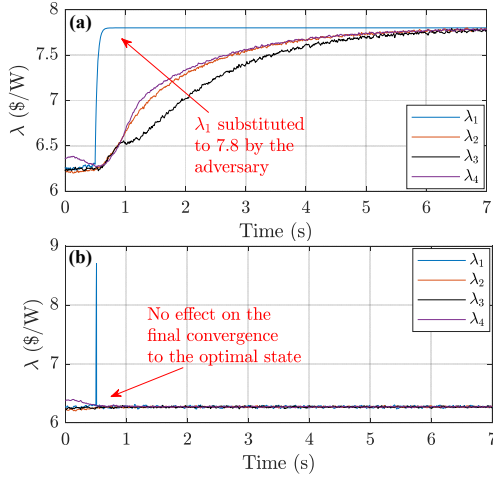 8
(a)
7.5
7
6.5
6
λ ($/W)
λ₁ substituted
to 7.8 by the
adversary
λ₁
λ₂
λ₃
λ₄
0 1 2 3 4 5 6 7
Time (s)
9
(b)
8
7
6
λ ($/W)
No effect on the
final convergence
to the optimal state
λ₁
λ₂
λ₃
λ₄
0 1 2 3 4 5 6 7
Time (s)